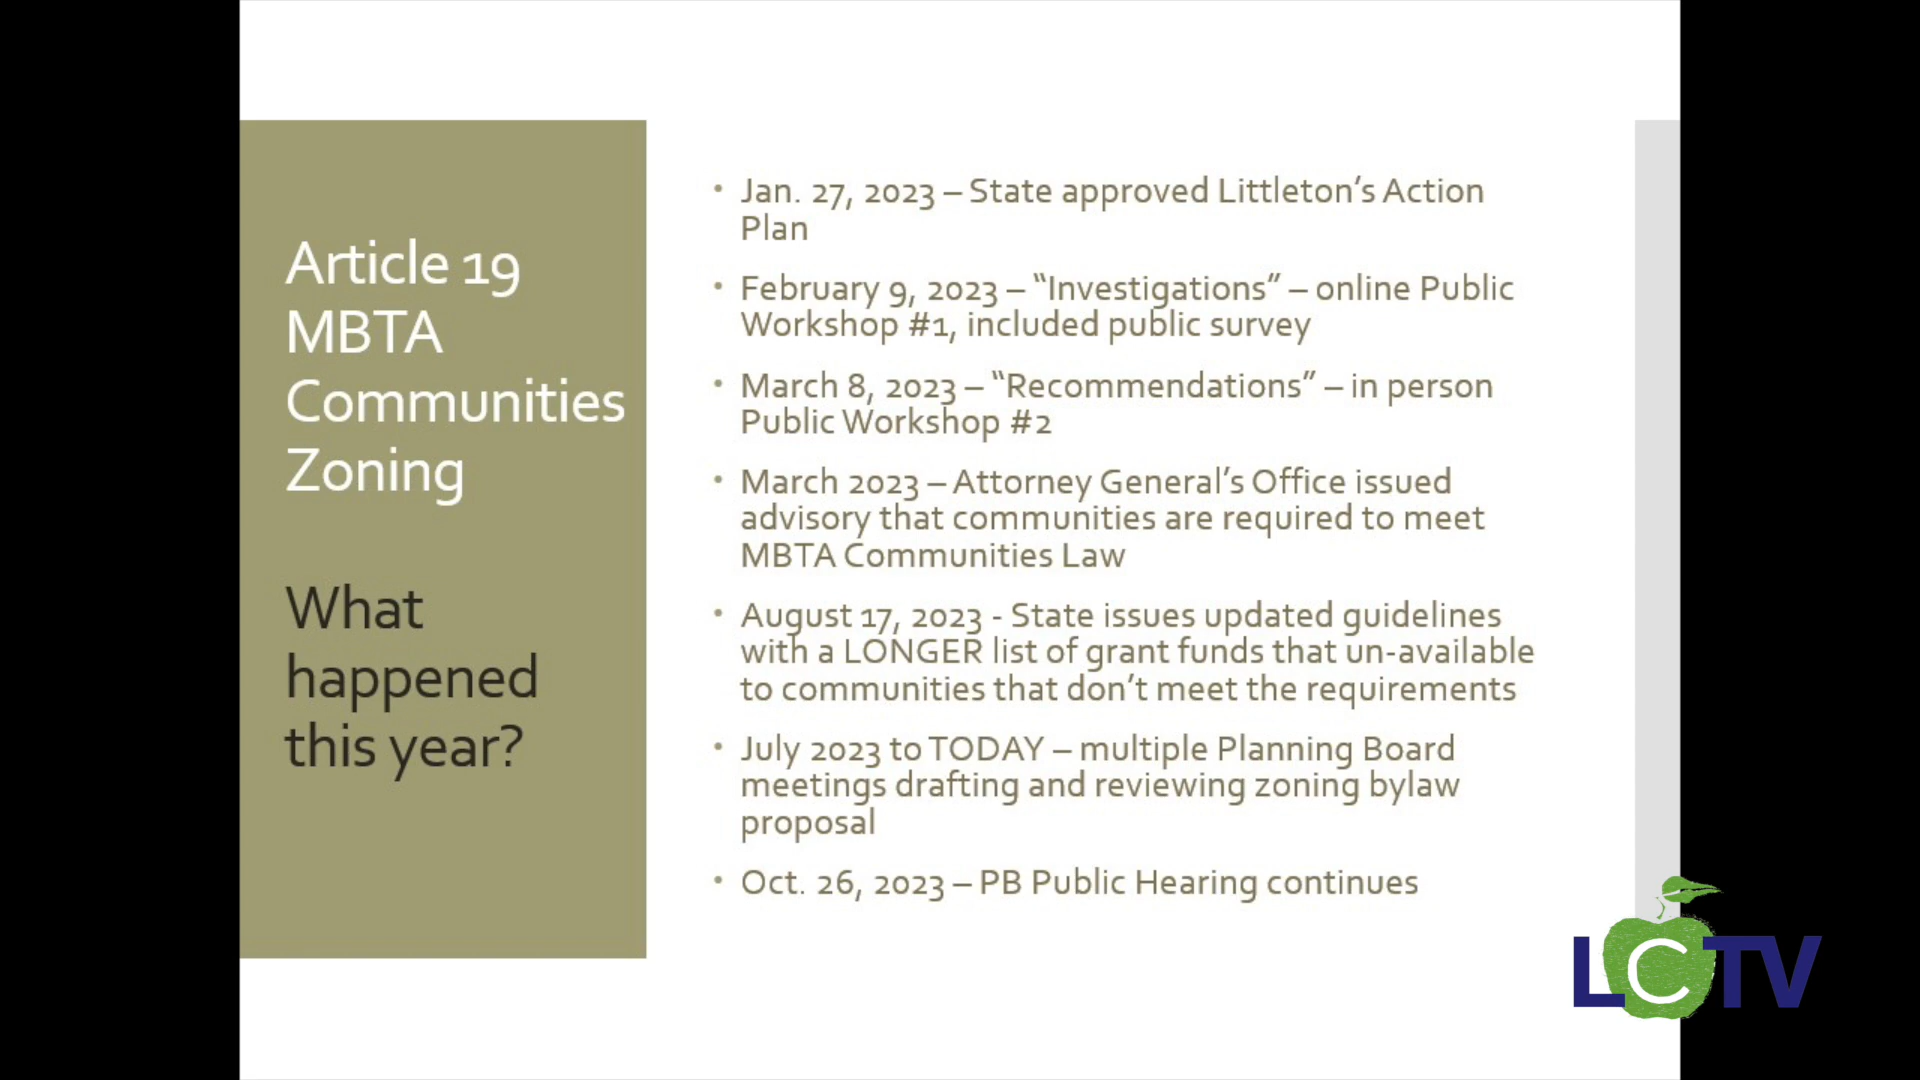 Article 19
MBTA
Communities
Zoning
What
happened
this year?
• Jan. 27, 2023 – State approved Littleton’s Action
Plan
• February 9, 2023 – “Investigations” – online Public
Workshop #1, included public survey
• March 8, 2023 – “Recommendations” – in person
Public Workshop #2
• March 2023 – Attorney General’s Office issued
advisory that communities are required to meet
MBTA Communities Law
• August 17, 2023 - State issues updated guidelines
with a LONGER list of grant funds that un-available
to communities that don’t meet the requirements
• July 2023 to TODAY – multiple Planning Board
meetings drafting and reviewing zoning bylaw
proposal
• Oct. 26, 2023 – PB Public Hearing continues
LCTV